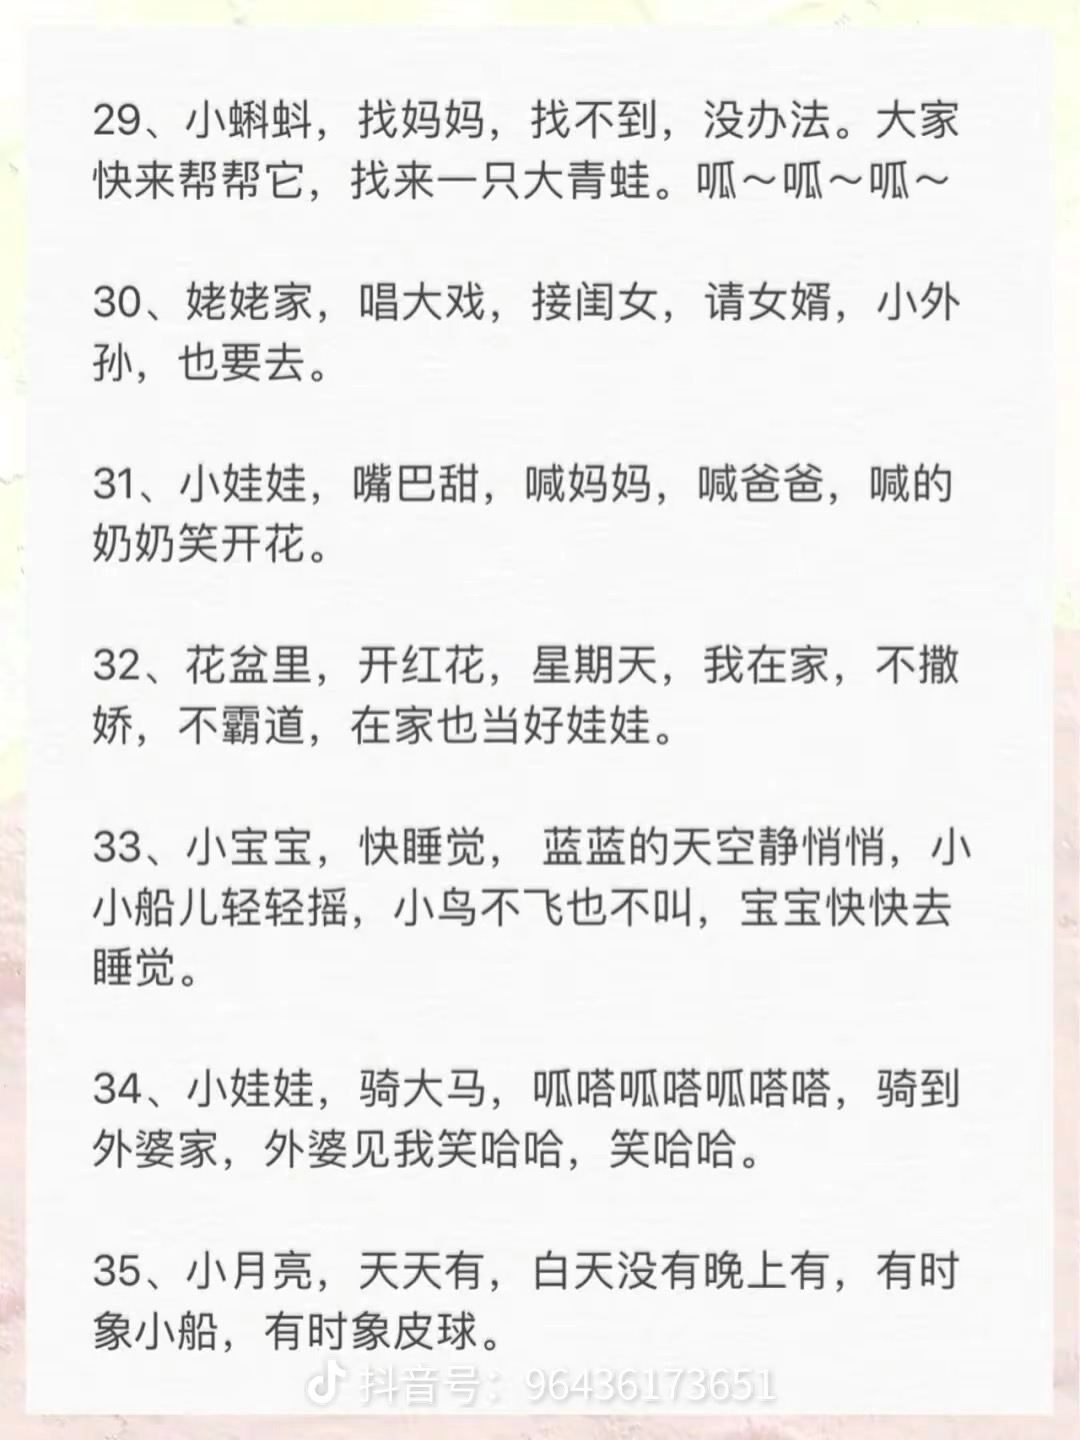 29、小蝌蚪，找妈妈，找不到，没办法。大家
快来帮帮它，找来一只大青蛙。呱～呱～呱～
30、姥姥家，唱大戏，接闺女，请女婿，小外
孙，也要去。
31、小娃娃，嘴巴甜，喊妈妈，喊爸爸，喊的
奶奶笑开花。
32、花盆里，开红花，星期天，我在家，不撒
娇，不霸道，在家也当好娃娃。
33、小宝宝，快睡觉， 蓝蓝的天空静悄悄，小
小船儿轻轻摇，小鸟不飞也不叫，宝宝快快去
睡觉。
34、小娃娃，骑大马，呱嗒呱嗒呱嗒嗒，骑到
外婆家，外婆见我笑哈哈，笑哈哈。
35、小月亮，天天有，白天没有晚上有，有时
象小船，有时象皮球。
抖音号：96436173651